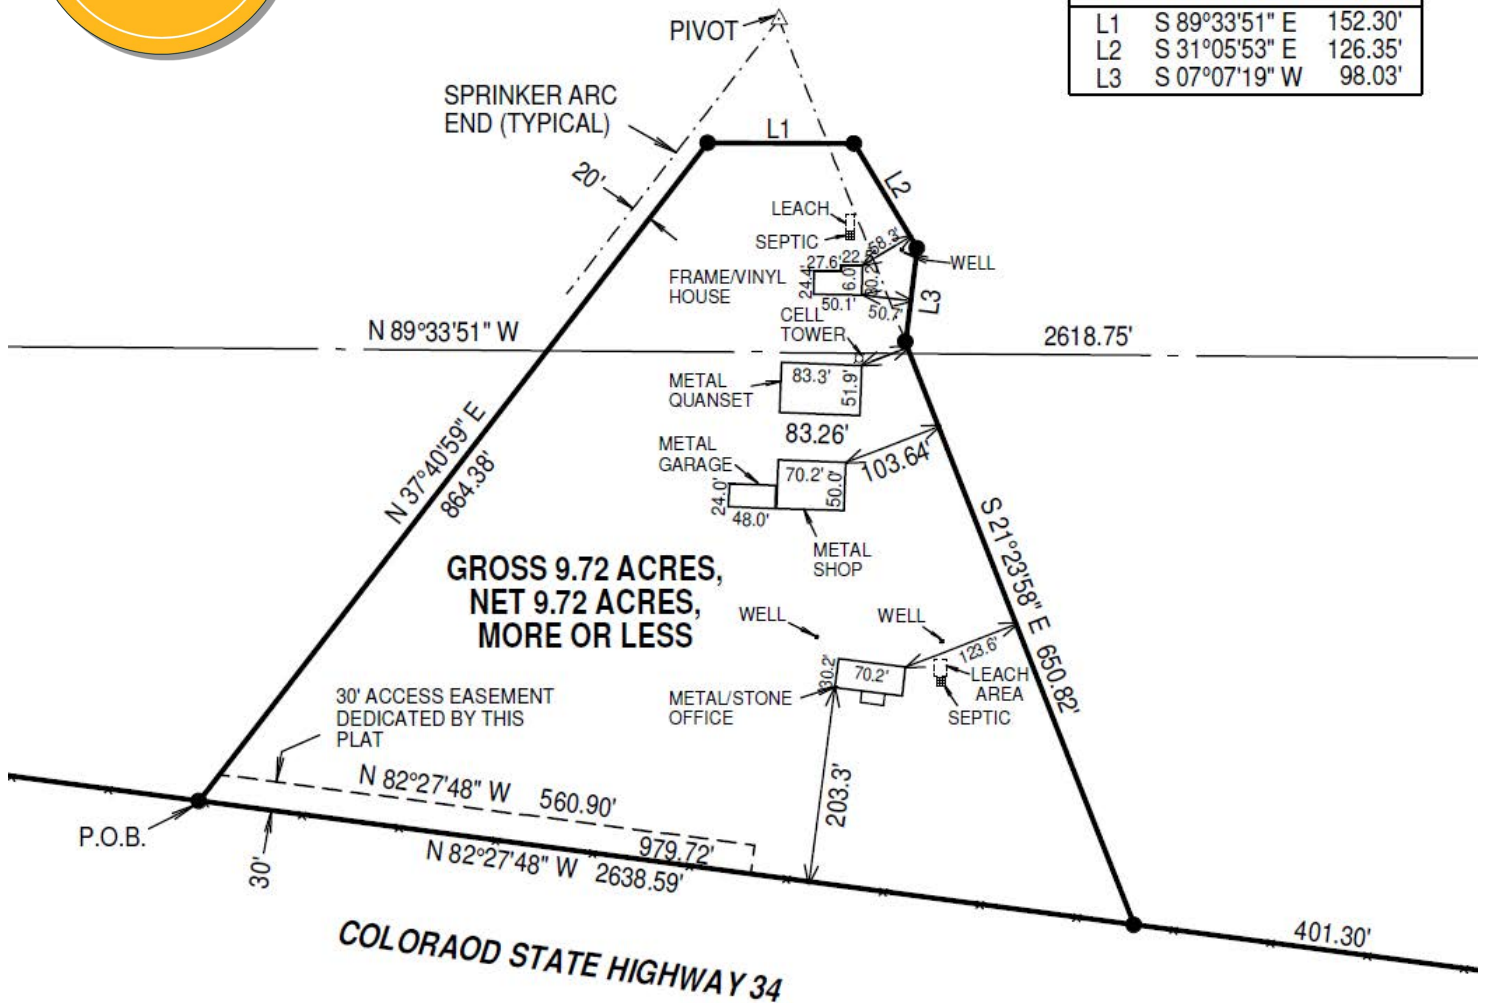 L1 S 89°33'51" E 152.30'
L2 S 31°05'53" E 126.35'
L3 S 07°07'19" W 98.03'
PIVOT
SPRINKER ARC
END (TYPICAL)
L1
20'
L2
LEACH
SEPTIC
58.3'
WELL
27.6'
FRAME/VINYL
HOUSE
24.4'
6.0'
30.2'
50.1'
50.7'
L3
CELL
TOWER
N 89°33'51" W
2618.75'
METAL
QUANSET
83.3'
51.9'
83.26'
N 37°40'59" E
864.38'
METAL
GARAGE
70.2'
50.0'
103.64'
24.0'
48.0'
METAL
SHOP
S 21°23'58" E 650.82'
GROSS 9.72 ACRES,
NET 9.72 ACRES,
MORE OR LESS
WELL
WELL
123.6'
30.2'
70.2'
LEACH
AREA
SEPTIC
METAL/STONE
OFFICE
30' ACCESS EASEMENT
DEDICATED BY THIS
PLAT
N 82°27'48" W 560.90'
203.3'
P.O.B.
30'
979.72'
N 82°27'48" W 2638.59'
401.30'
COLORAOD STATE HIGHWAY 34